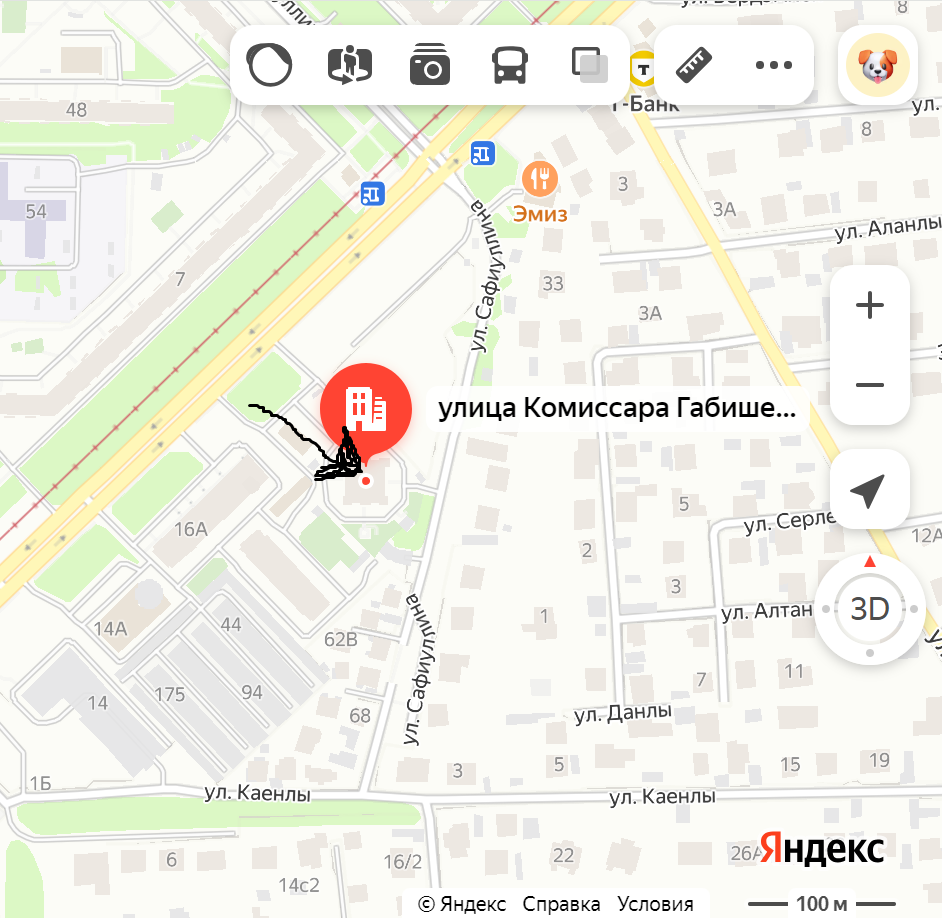 8
48
Т-Банк
ул.
8
54
3
3А
Эмиз
ул. Аланлы
7
ул. Сафиуллина
33
3А
улица Комиссара Габише...
16А
5
ул. Серле
12А
2
3
14А
44
1
ул. Алтан
3D
62В
ул. Сафиуллина
175
94
14
68
7
11
ул. Данлы
1Б
3
5
15
19
ул. Каенлы
ул. Каенлы
6
16/2
22
26А
Яндекс
14с2
© Яндекс Справка Условия
100 м